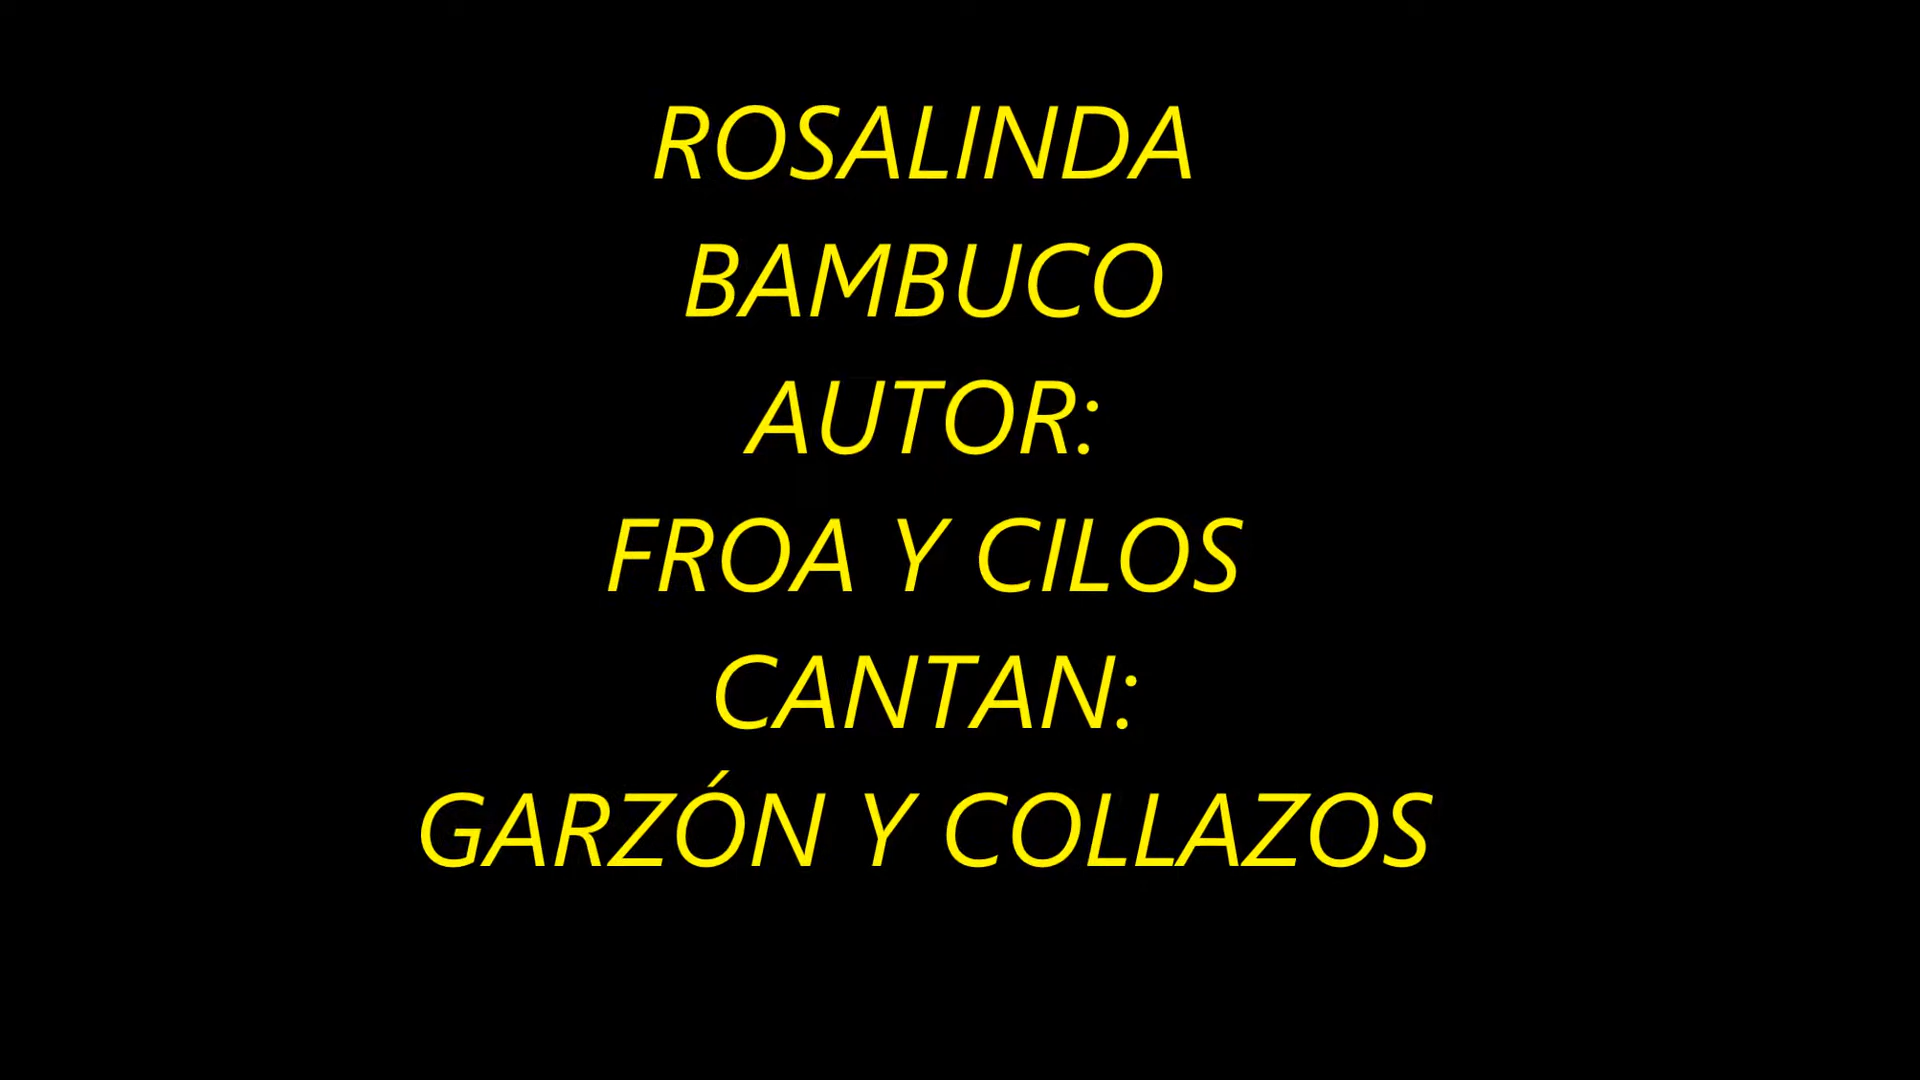 ROSALINDA
BAMBUCO
AUTOR:
FROA Y CILOS
CANTAN:
GARZÓN Y COLLAZOS